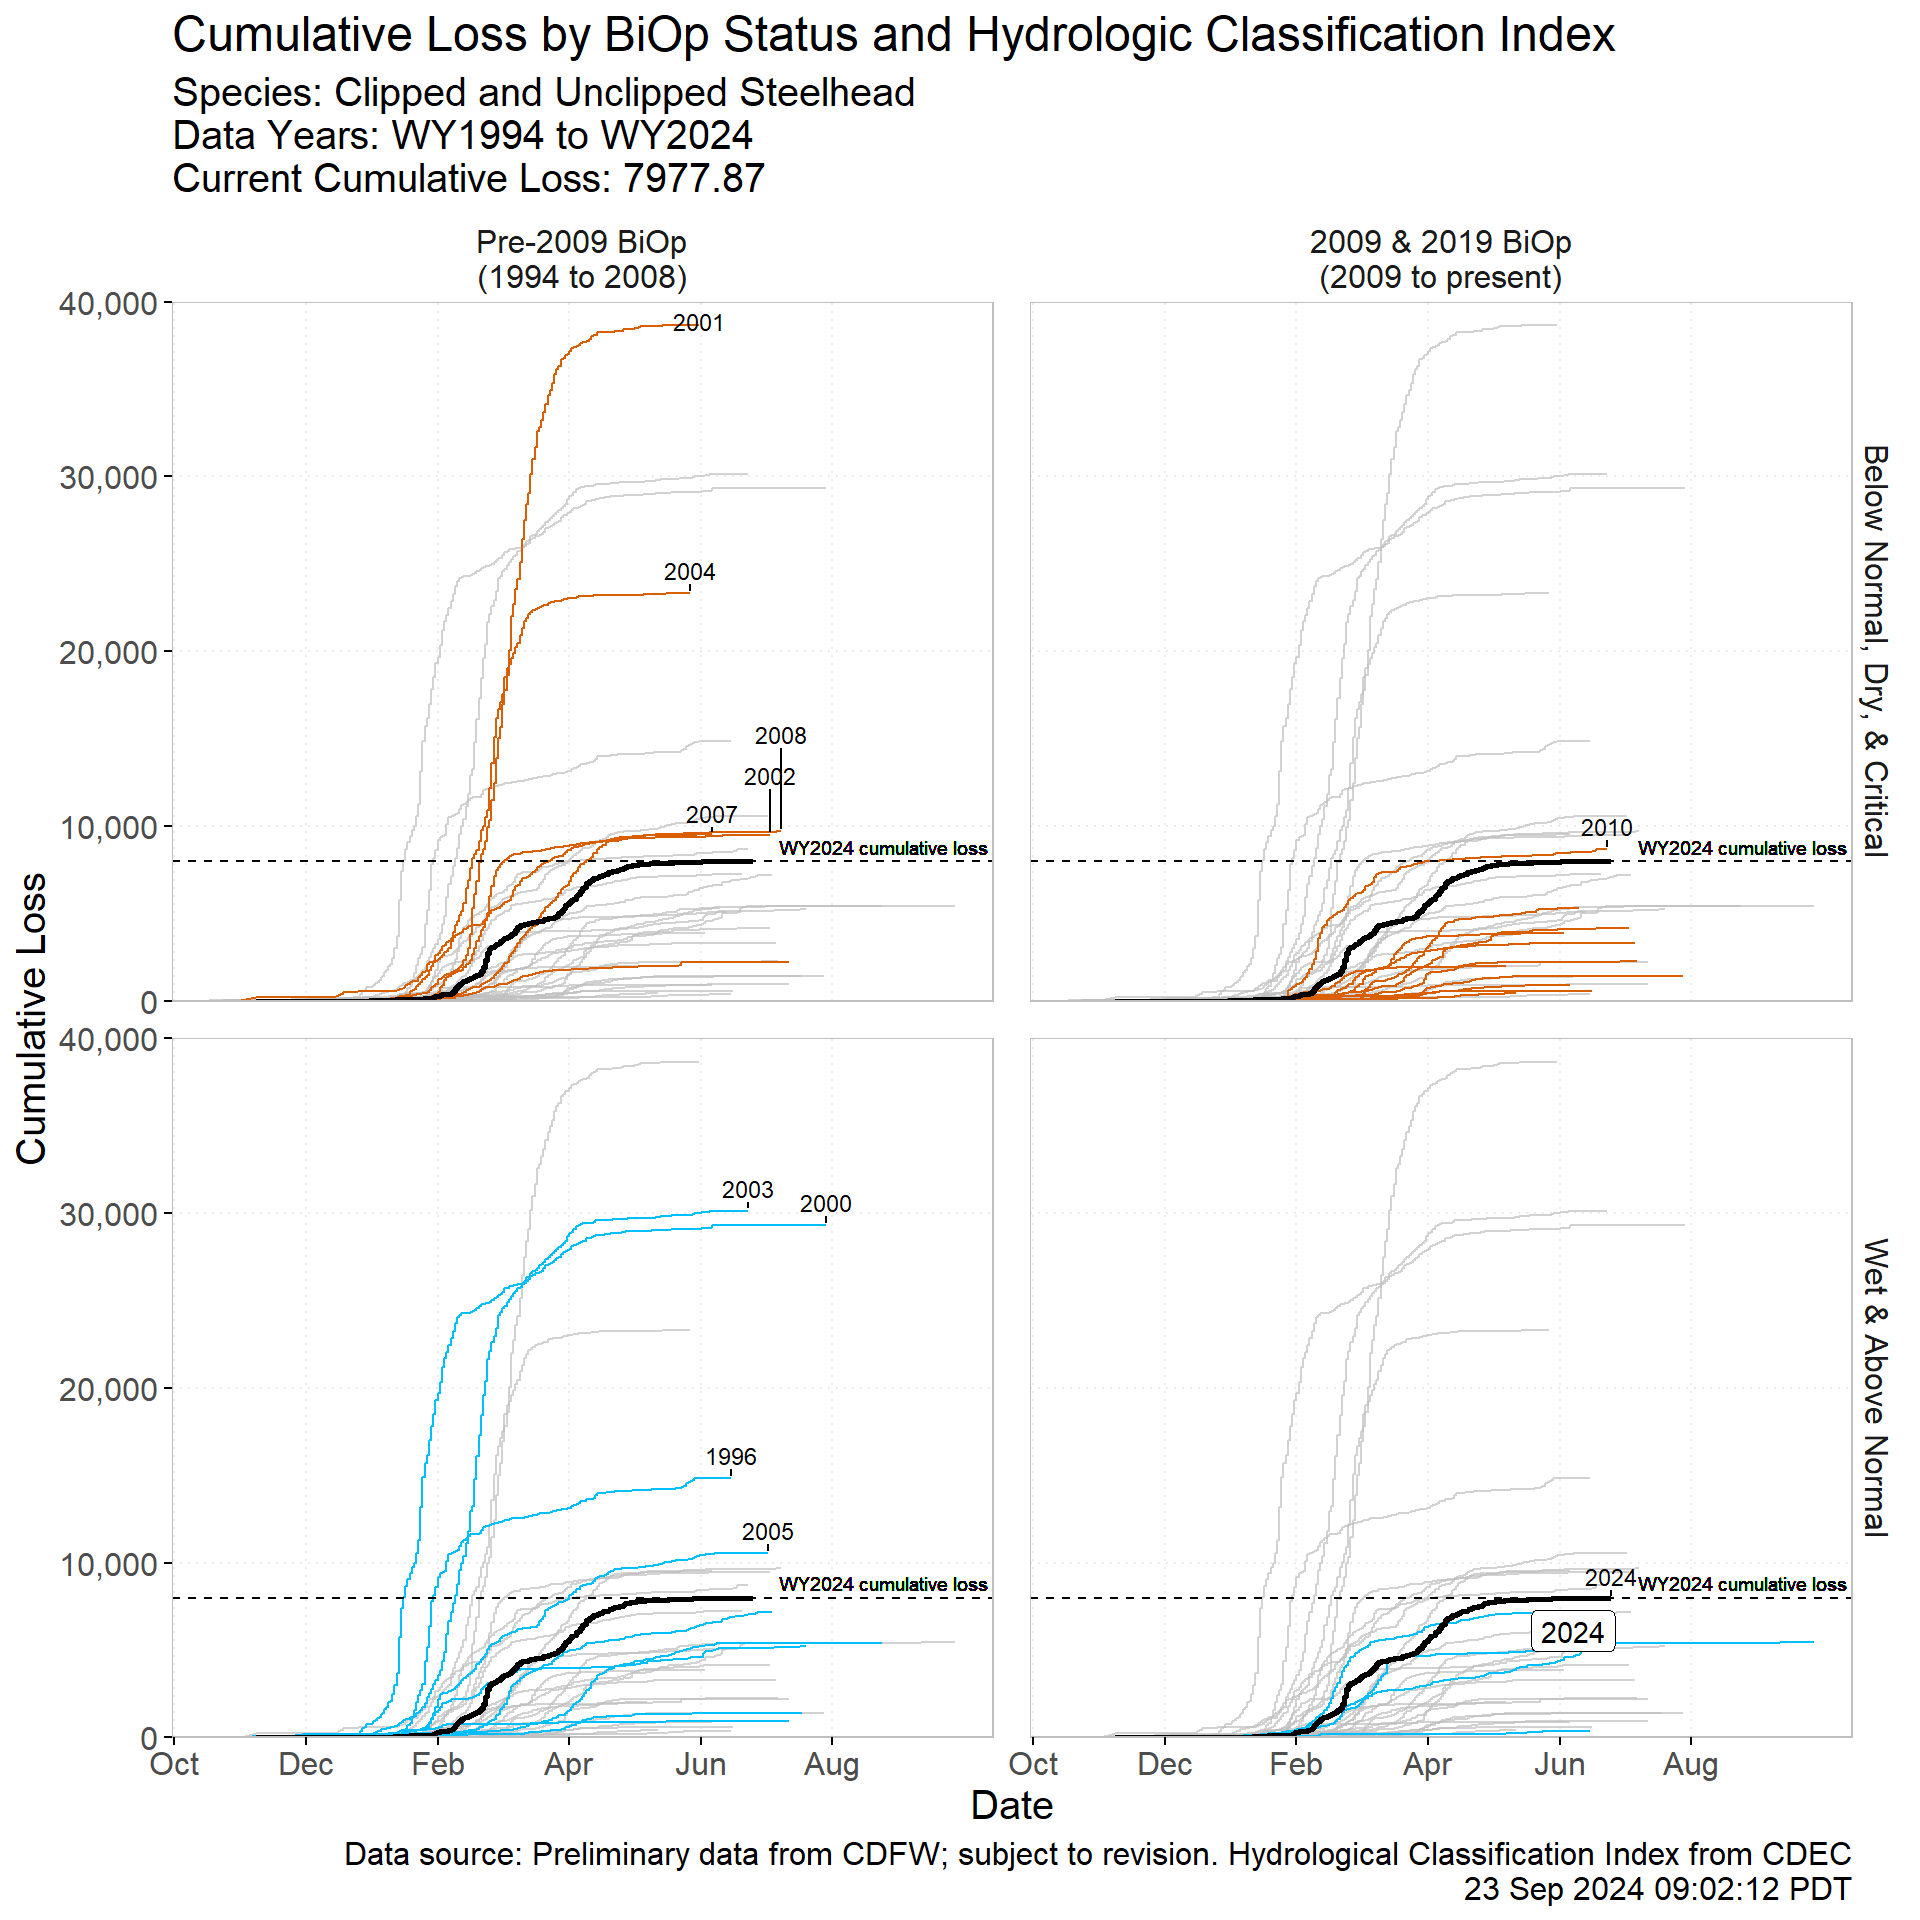 Cumulative Loss by BiOp Status and Hydrologic Classification Index
Species: Clipped and Unclipped Steelhead
Data Years: WY1994 to WY2024
Current Cumulative Loss: 7977.87
Pre-2009 BiOp
(1994 to 2008)
2009 & 2019 BiOp
(2009 to present)
Cumulative Loss
40,000
30,000
20,000
10,000
0
2001
2004
2008
2002
2007
WY2024 cumulative loss
2010
WY2024 cumulative loss
Below Normal, Dry, & Critical
40,000
30,000
20,000
10,000
0
2003
2000
1996
2005
WY2024 cumulative loss
2024
WY2024 cumulative loss
2024
Wet & Above Normal
Oct
Dec
Feb
Apr
Jun
Aug
Oct
Dec
Feb
Apr
Jun
Aug
Date
Data source: Preliminary data from CDFW; subject to revision. Hydrological Classification Index from CDEC
23 Sep 2024 09:02:12 PDT